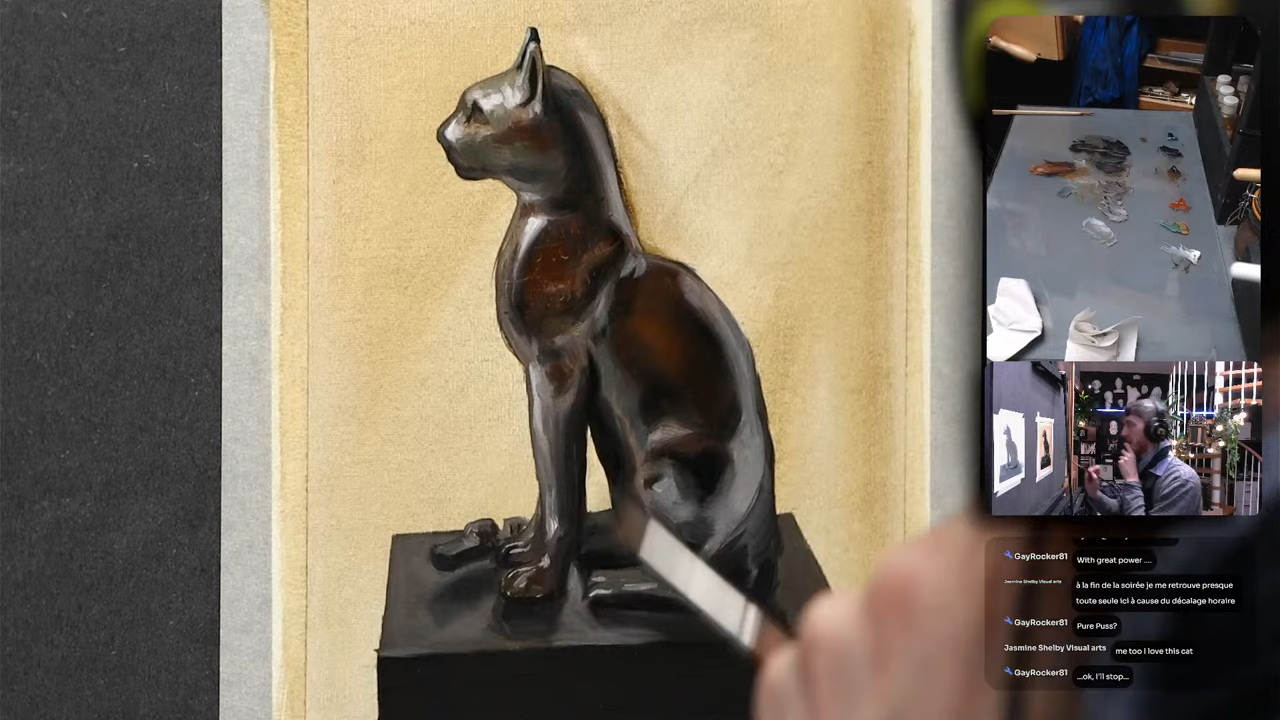 GayRocker81 With great power ....
Jasmine Shelby Visual arts à la fin de la soirée je me retrouve presque
toute seule ici à cause du décalage horaire
GayRocker81 Pure Puss?
Jasmine Shelby Visual arts me too I love this cat
GayRocker81 ...ok, I'll stop...